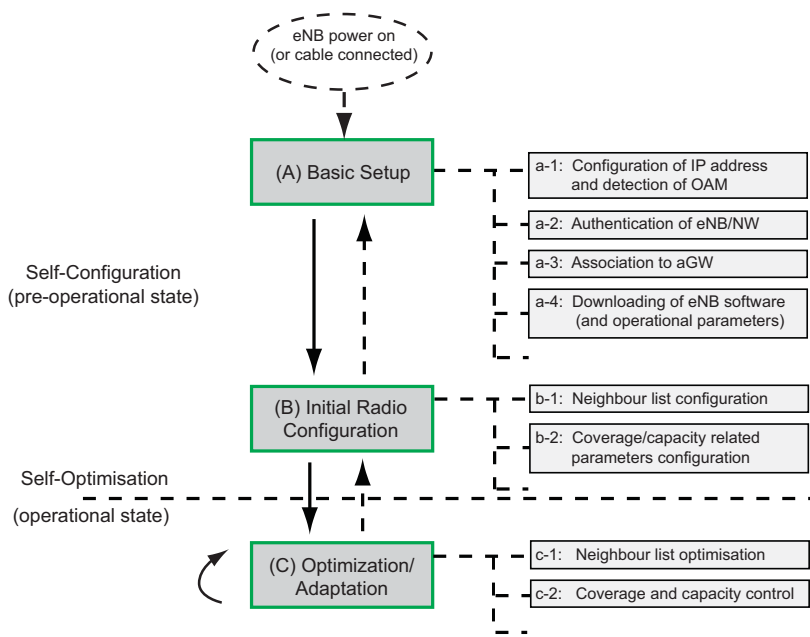 eNB power on
(or cable connected)
(A) Basic Setup
a-1: Configuration of IP address
and detection of OAM
a-2: Authentication of eNB/NW
a-3: Association to aGW
a-4: Downloading of eNB software
(and operational parameters)
Self-Configuration
(pre-operational state)
(B) Initial Radio
Configuration
b-1: Neighbour list configuration
b-2: Coverage/capacity related
parameters configuration
Self-Optimisation
(operational state)
(C) Optimization/
Adaptation
c-1: Neighbour list optimisation
c-2: Coverage and capacity control